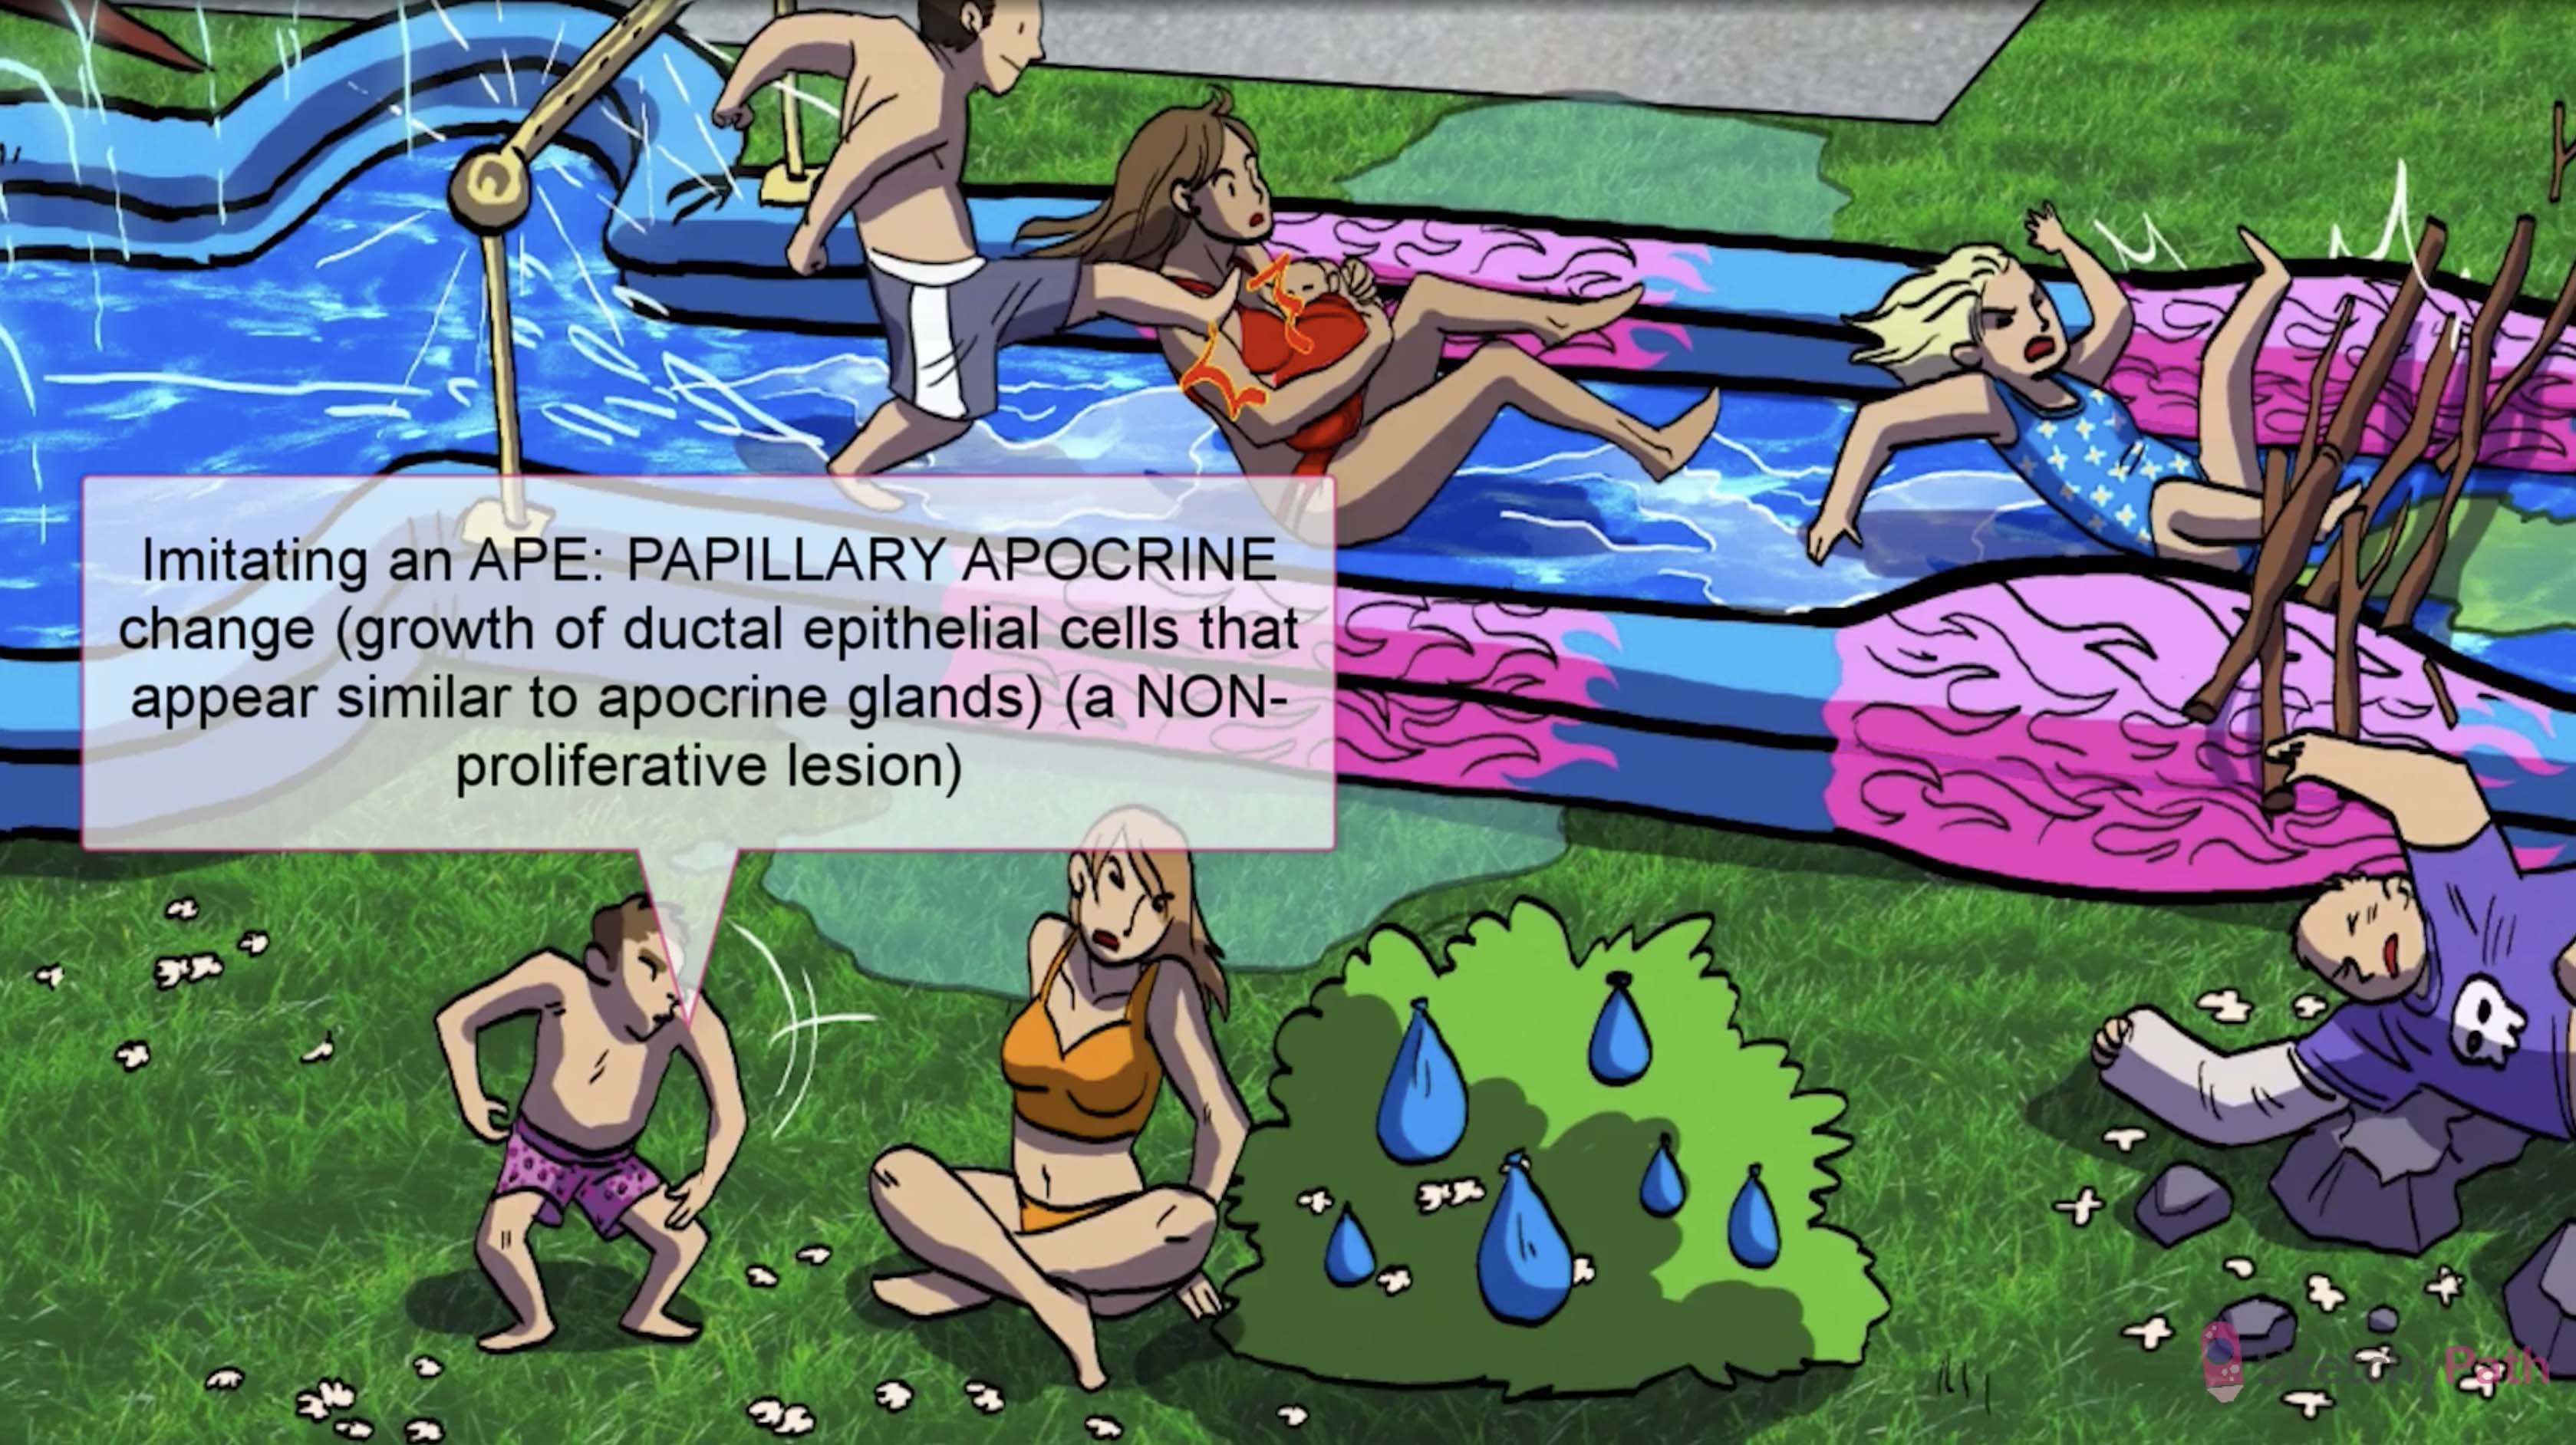 Imitating an APE: PAPILLARY APOCRINE
change (growth of ductal epithelial cells that
appear similar to apocrine glands) (a NON-
proliferative lesion)
SketchyPath